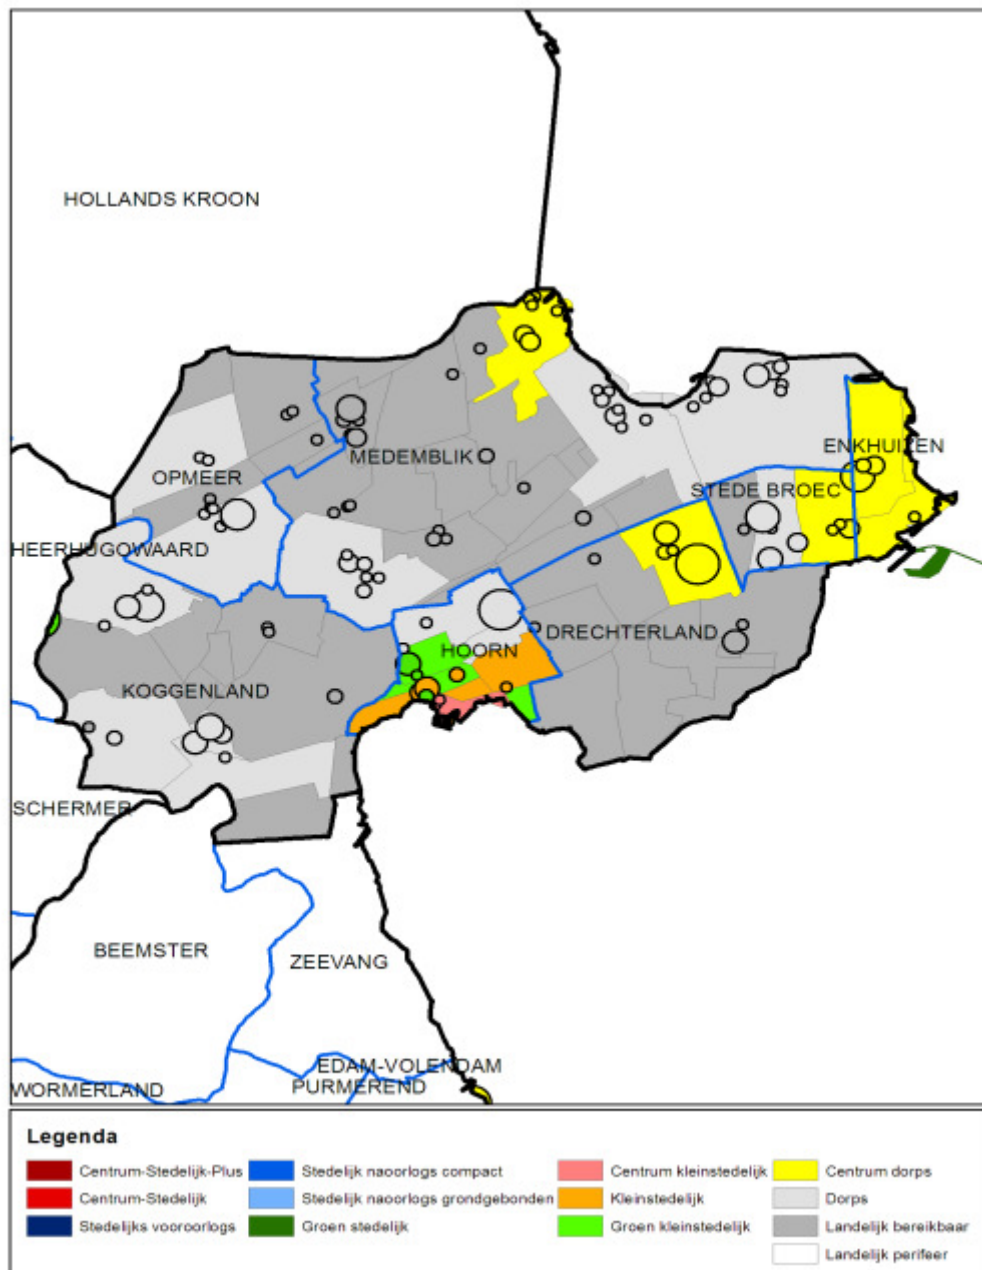 HOLLANDS KROON
ENKHUIZEN
MEDEMBLIK
OPMEER
STEDE BROEC
HEERHUGOWAARD
DRECHTERLAND
HOORN
KOGGENLAND
SCHERMER
BEEMSTER
ZEEVANG
EDAM-VOLENDAM
PURMEREND
WORMERLAND
Legenda
Centrum-Stedelijk-Plus
Centrum-Stedelijk
Stedelijks vooroorlogs
Stedelijk naoorlogs compact
Stedelijk naoorlogs grondgebonden
Groen stedelijk
Centrum kleinstedelijk
Kleinstedelijk
Groen kleinstedelijk
Centrum dorps
Dorps
Landelijk bereikbaar
Landelijk perifeer